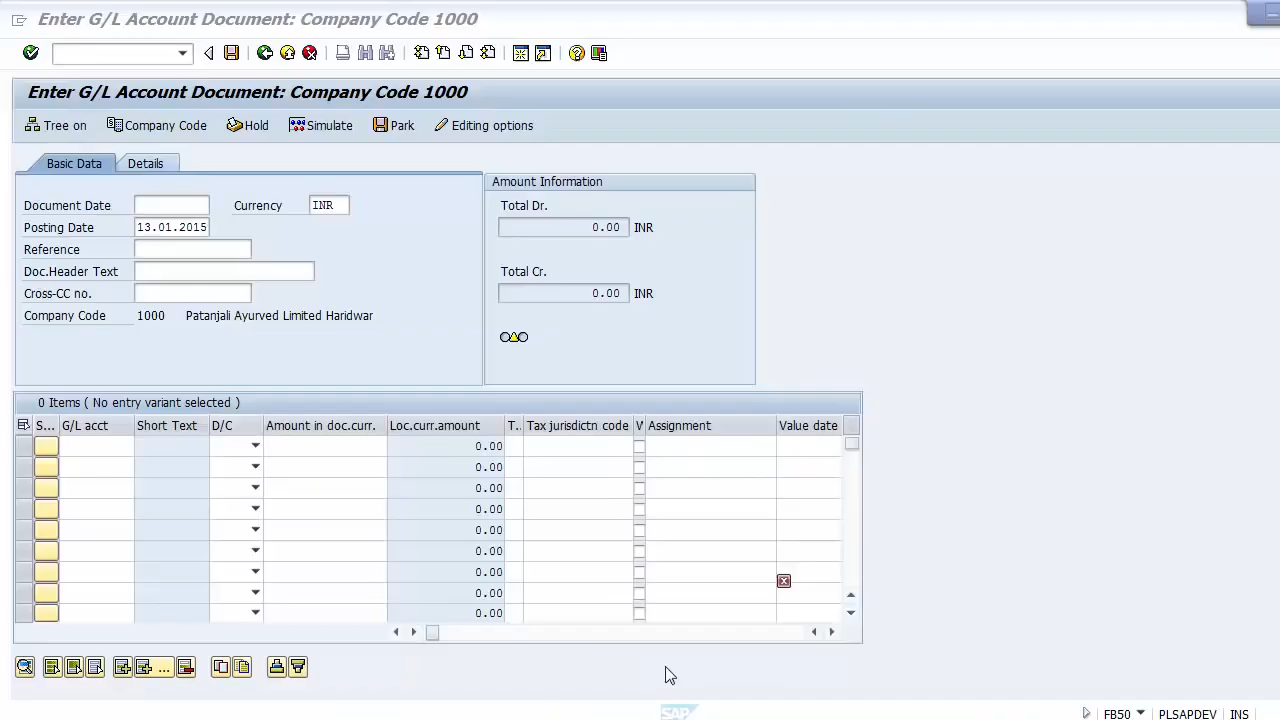 Enter G/L Account Document: Company Code 1000
Enter G/L Account Document: Company Code 1000
Tree on Company Code Hold Simulate Park Editing options
Basic Data Details
Amount Information
Document Date Currency INR Total Dr.
Posting Date 13.01.2015 0.00 INR
Reference
Doc.Header Text Total Cr.
Cross-CC no. 0.00 INR
Company Code 1000 Patanjali Ayurved Limited Haridwar
0 Items ( No entry variant selected )
S... G/L acct Short Text D/C Amount in doc.curr. Loc.curr.amount T.. Tax jurisdictn code V Assignment Value date
0.00
0.00
0.00
0.00
0.00
0.00
0.00
0.00
0.00
...
SAP FB50 PLSAPDEV INS